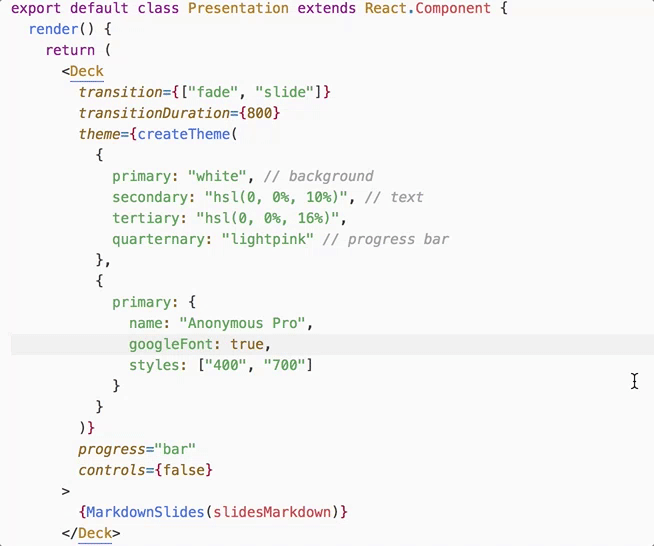 export default class Presentation extends React.Component {
render() {
return (
<Deck
transition={["fade", "slide"]}
transitionDuration={800}
theme={createTheme(
{
primary: "white", // background
secondary: "hsl(0, 0%, 10%)", // text
tertiary: "hsl(0, 0%, 16%)",
quarternary: "lightpink" // progress bar
},
{
primary: {
name: "Anonymous Pro",
googleFont: true,
styles: ["400", "700"]
}
}
)}
progress="bar"
controls={false}
>
{MarkdownSlides(slidesMarkdown)}
</Deck>